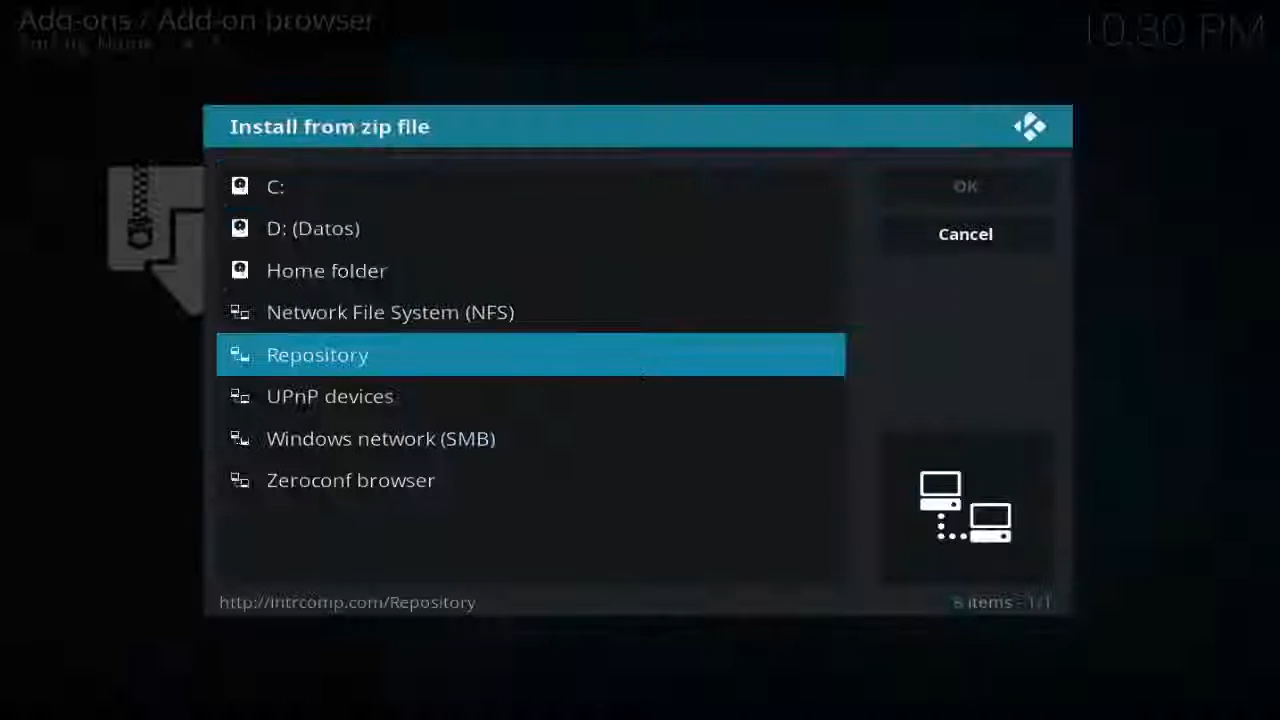 Add-ons / Add-on browser
10:30 PM
Install from zip file
C:
D: (Datos)
Home folder
Network File System (NFS)
Repository
UPnP devices
Windows network (SMB)
Zeroconf browser
OK
Cancel
http://intrcomp.com/Repository
8 items - 1/1